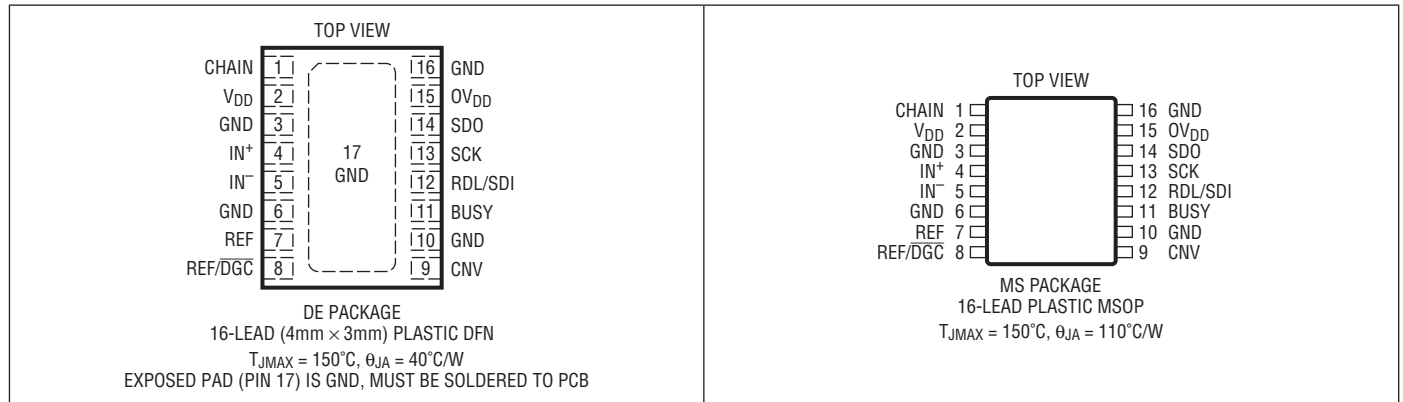 TOP VIEW
CHAIN 1 16 GND
VDD 2 15 OVDD
GND 3 14 SDO
IN+ 4 13 SCK
IN– 5 12 RDL/SDI
GND 6 11 BUSY
REF 7 10 GND
REF/DGC 8 9 CNV
17
GND
DE PACKAGE
16-LEAD (4mm × 3mm) PLASTIC DFN
TJMAX = 150°C, θJA = 40°C/W
EXPOSED PAD (PIN 17) IS GND, MUST BE SOLDERED TO PCB
TOP VIEW
CHAIN 1 16 GND
VDD 2 15 OVDD
GND 3 14 SDO
IN+ 4 13 SCK
IN– 5 12 RDL/SDI
GND 6 11 BUSY
REF 7 10 GND
REF/DGC 8 9 CNV
MS PACKAGE
16-LEAD PLASTIC MSOP
TJMAX = 150°C, θJA = 110°C/W